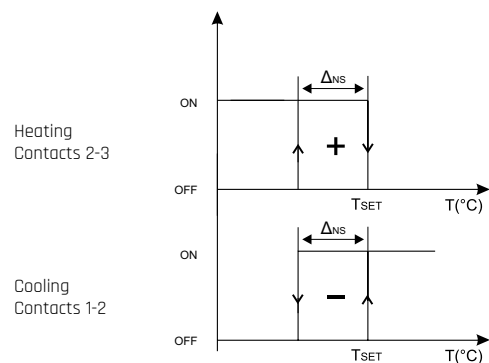 ΔNS
ON
Heating
Contacts 2-3
+
OFF
TSET
T(°C)
ΔNS
ON
Cooling
Contacts 1-2
−
OFF
TSET
T(°C)